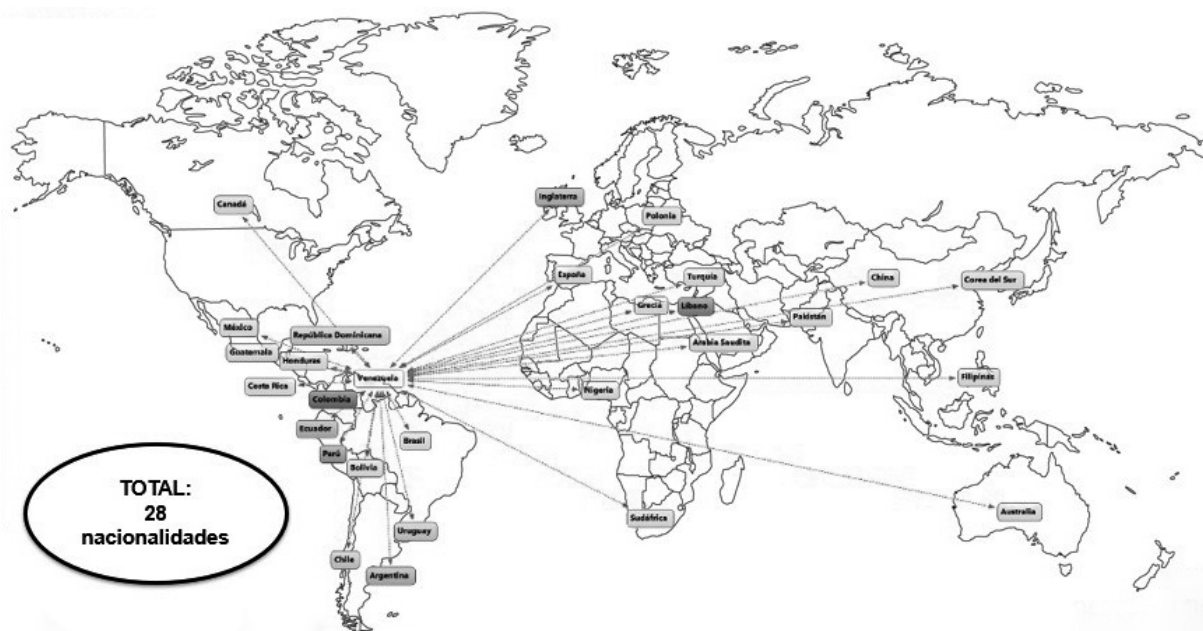 Canadá
Inglaterra
Polonia
España
Turquía
China
Corea del Sur
Grecia
Líbano
Pakistán
México
República Dominicana
Guatemala
Honduras
Arabia Saudita
Venezuela
Costa Rica
Nigeria
Filipinas
Colombia
Ecuador
Brasil
Perú
Bolivia
Sudáfrica
Australia
Uruguay
Chile
Argentina
TOTAL:
28
nacionalidades